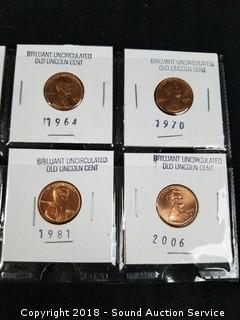 BRILLIANT UNCIRCULATED
OLD LINCOLN CENT
1964
BRILLIANT UNCIRCULATED
OLD LINCOLN CENT
1970
BRILLIANT UNCIRCULATED
OLD LINCOLN CENT
1981
BRILLIANT UNCIRCULATED
OLD LINCOLN CENT
2006
Copyright 2018 - Sound Auction Service